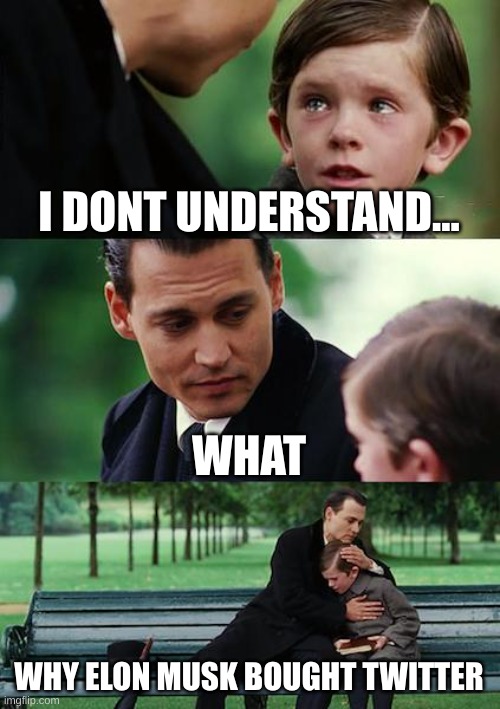 I DONT UNDERSTAND...
WHAT
WHY ELON MUSK BOUGHT TWITTER
imgflip.com